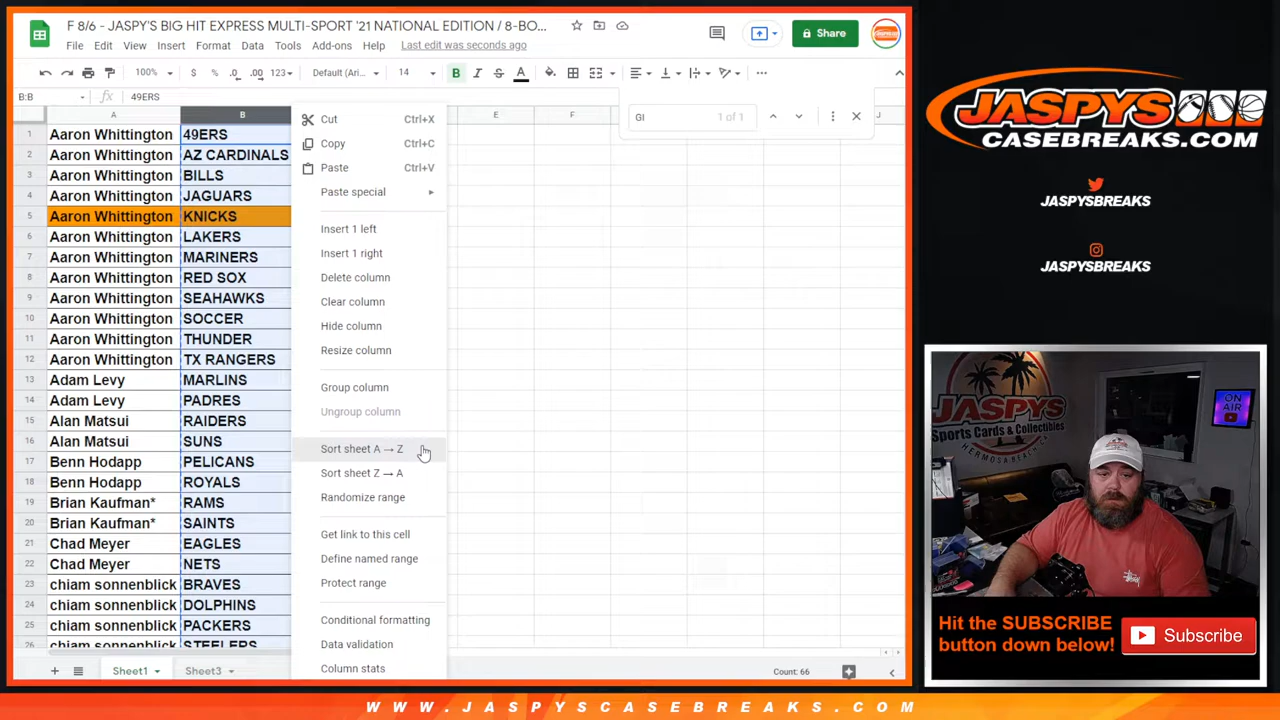 F 8/6 - JASPY'S BIG HIT EXPRESS MULTI-SPORT '21 NATIONAL EDITION / 8-BO...
File Edit View Insert Format Data Tools Add-ons Help Last edit was seconds ago
Share
100% $ % .0 .00 123 Default (Ari... 14 B I S A
B:B fx 49ERS
GI 1 of 1
A B E F J
1 Aaron Whittington 49ERS
2 Aaron Whittington AZ CARDINALS
3 Aaron Whittington BILLS
4 Aaron Whittington JAGUARS
5 Aaron Whittington KNICKS
6 Aaron Whittington LAKERS
7 Aaron Whittington MARINERS
8 Aaron Whittington RED SOX
9 Aaron Whittington SEAHAWKS
10 Aaron Whittington SOCCER
11 Aaron Whittington THUNDER
12 Aaron Whittington TX RANGERS
13 Adam Levy MARLINS
14 Adam Levy PADRES
15 Alan Matsui RAIDERS
16 Alan Matsui SUNS
17 Benn Hodapp PELICANS
18 Benn Hodapp ROYALS
19 Brian Kaufman* RAMS
20 Brian Kaufman* SAINTS
21 Chad Meyer EAGLES
22 Chad Meyer NETS
23 chiam sonnenblick BRAVES
24 chiam sonnenblick DOLPHINS
25 chiam sonnenblick PACKERS
26 chiam sonnenblick STEELERS
Cut Ctrl+X
Copy Ctrl+C
Paste Ctrl+V
Paste special
Insert 1 left
Insert 1 right
Delete column
Clear column
Hide column
Resize column
Group column
Ungroup column
Sort sheet A → Z
Sort sheet Z → A
Randomize range
Get link to this cell
Define named range
Protect range
Conditional formatting
Data validation
Column stats
Sheet1 Sheet3 Count: 66
JASPYS
CASEBREAKS.COM
JASPYSBREAKS
JASPYSBREAKS
JASPYS
Sports Cards & Collectibles
HERMOSA BEACH
ON AIR
Hit the SUBSCRIBE
button down below!
Subscribe
WWW.JASPYSCASEBREAKS.COM